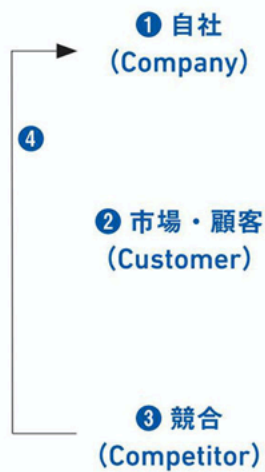 ❶ 自社
(Company)
❹
❷ 市場・顧客
(Customer)
❸ 競合
(Competitor)